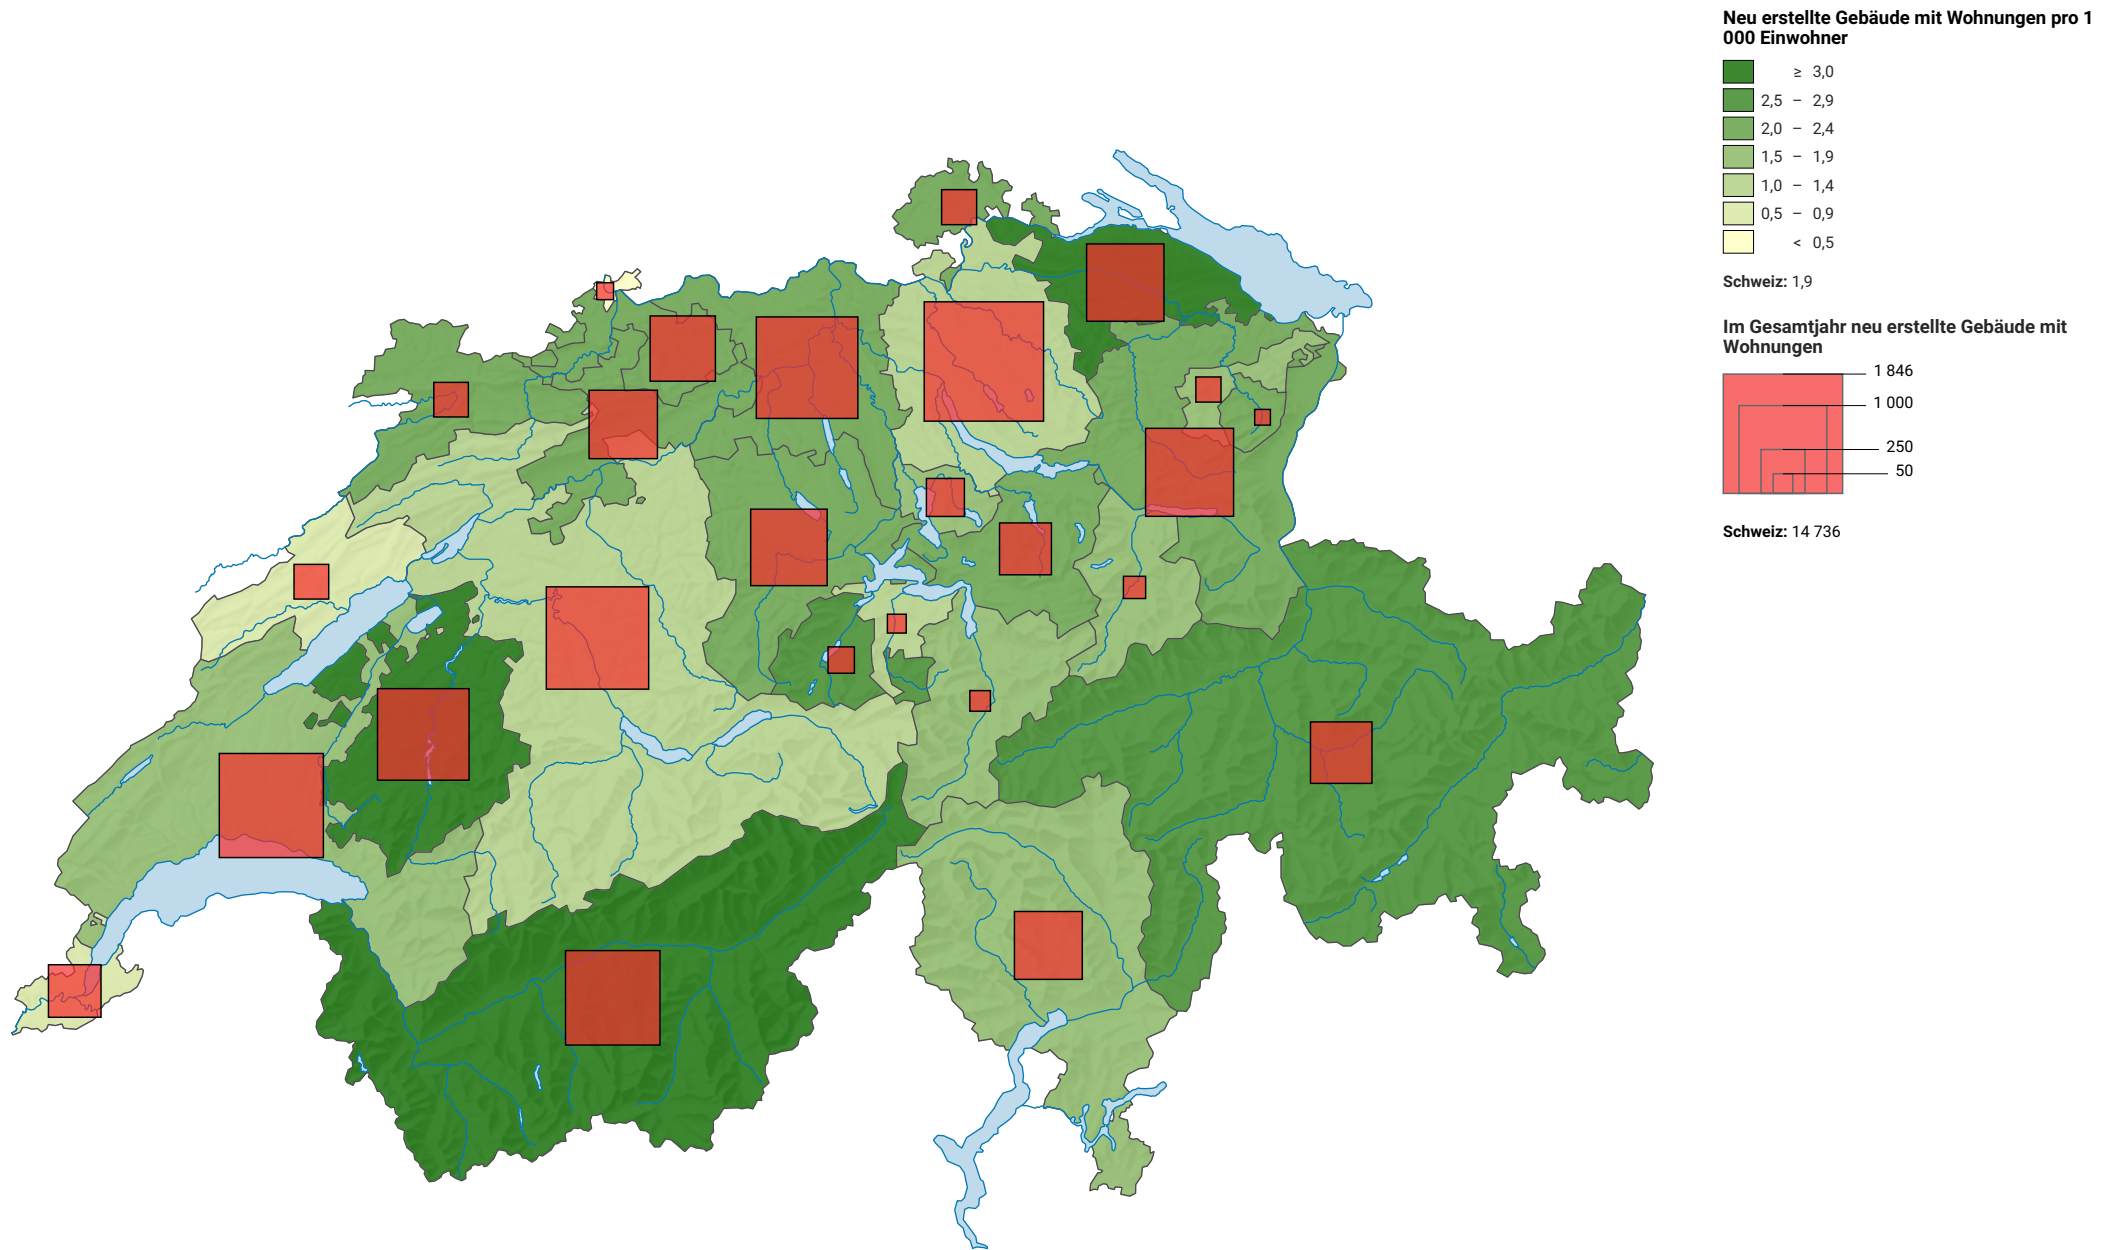 Neu erstellte Gebäude mit Wohnungen pro 1
000 Einwohner
≥ 3,0
2,5 – 2,9
2,0 – 2,4
1,5 – 1,9
1,0 – 1,4
0,5 – 0,9
< 0,5
Schweiz: 1,9
Im Gesamtjahr neu erstellte Gebäude mit
Wohnungen
1 846
1 000
250
50
Schweiz: 14 736